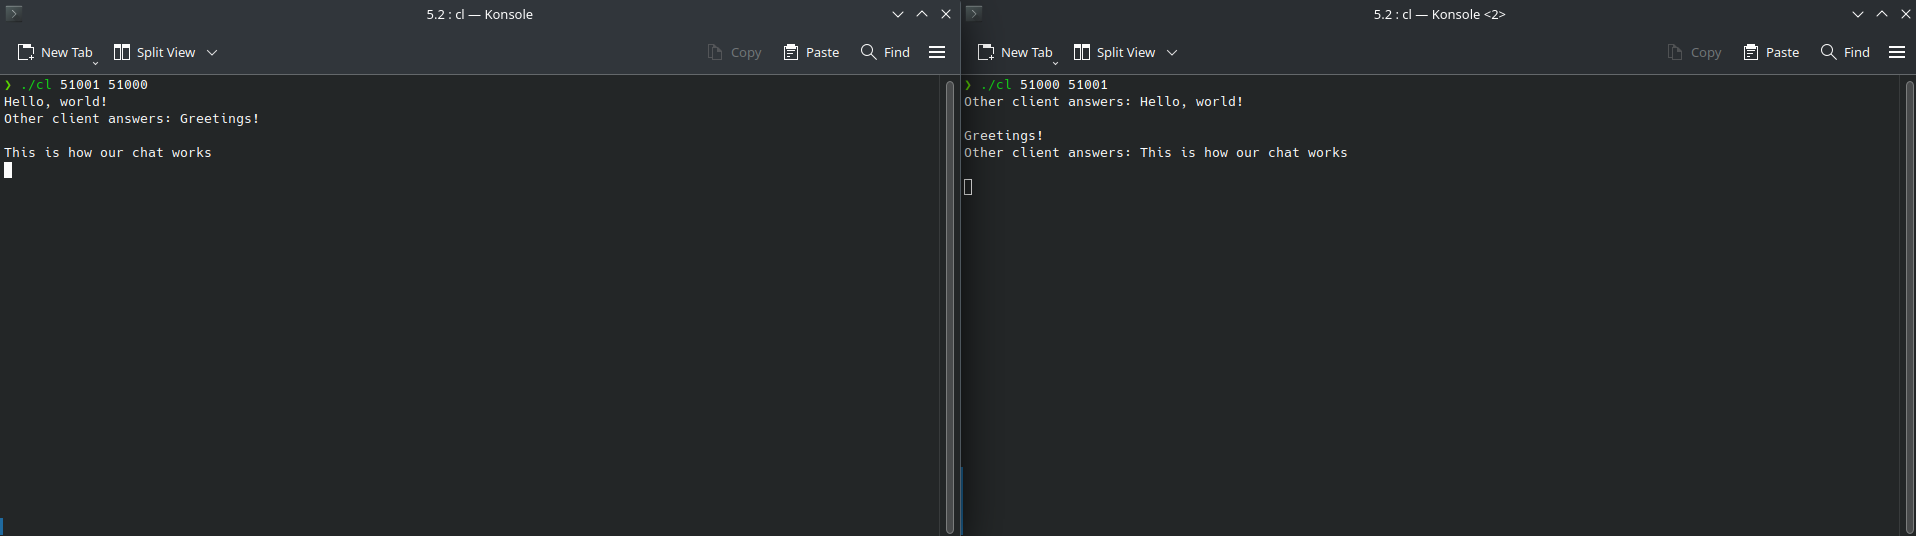 5.2 : cl — Konsole
New Tab Split View Copy Paste Find
❯ ./cl 51001 51000
Hello, world!
Other client answers: Greetings!
This is how our chat works
5.2 : cl — Konsole <2>
New Tab Split View Copy Paste Find
❯ ./cl 51000 51001
Other client answers: Hello, world!
Greetings!
Other client answers: This is how our chat works